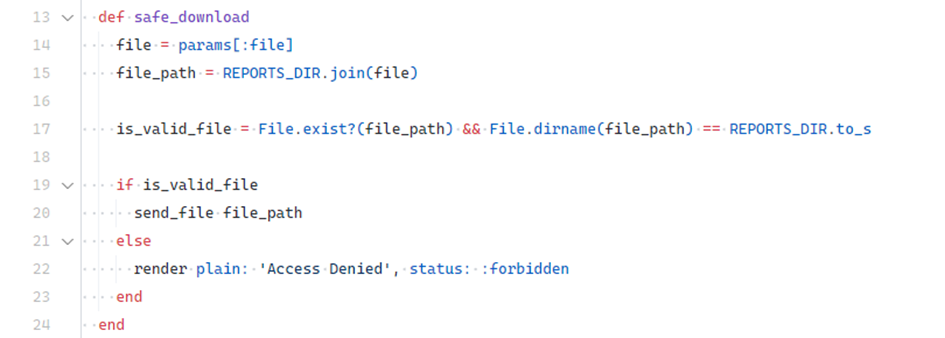 13 def safe_download
14 file = params[:file]
15 file_path = REPORTS_DIR.join(file)
16
17 is_valid_file = File.exist?(file_path) && File.dirname(file_path) == REPORTS_DIR.to_s
18
19 if is_valid_file
20 send_file file_path
21 else
22 render plain: 'Access Denied', status: :forbidden
23 end
24 end